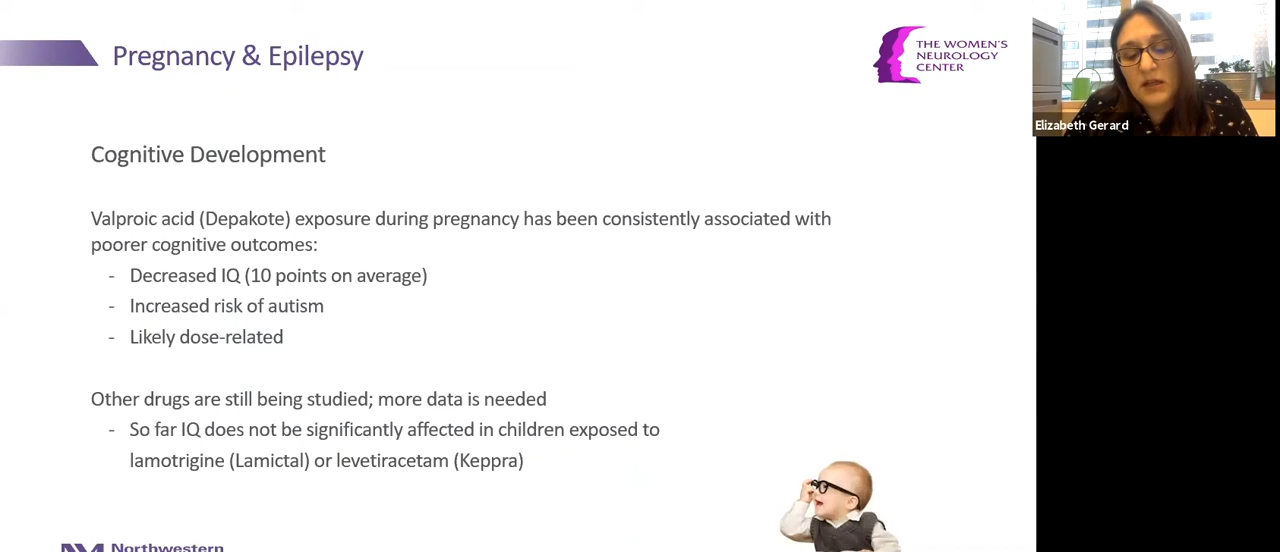 Pregnancy & Epilepsy
THE WOMEN'S
NEUROLOGY
CENTER
Elizabeth Gerard
Cognitive Development
Valproic acid (Depakote) exposure during pregnancy has been consistently associated with
poorer cognitive outcomes:
- Decreased IQ (10 points on average)
- Increased risk of autism
- Likely dose-related
Other drugs are still being studied; more data is needed
- So far IQ does not be significantly affected in children exposed to
lamotrigine (Lamictal) or levetiracetam (Keppra)
Northwestern